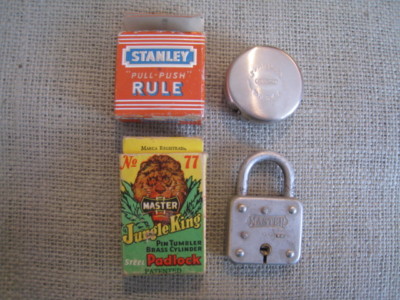 STANLEY
"PULL-PUSH"
RULE
No 77
MASTER
Jungle King
PIN TUMBLER
BRASS CYLINDER
STEEL Padlock
PATENTED